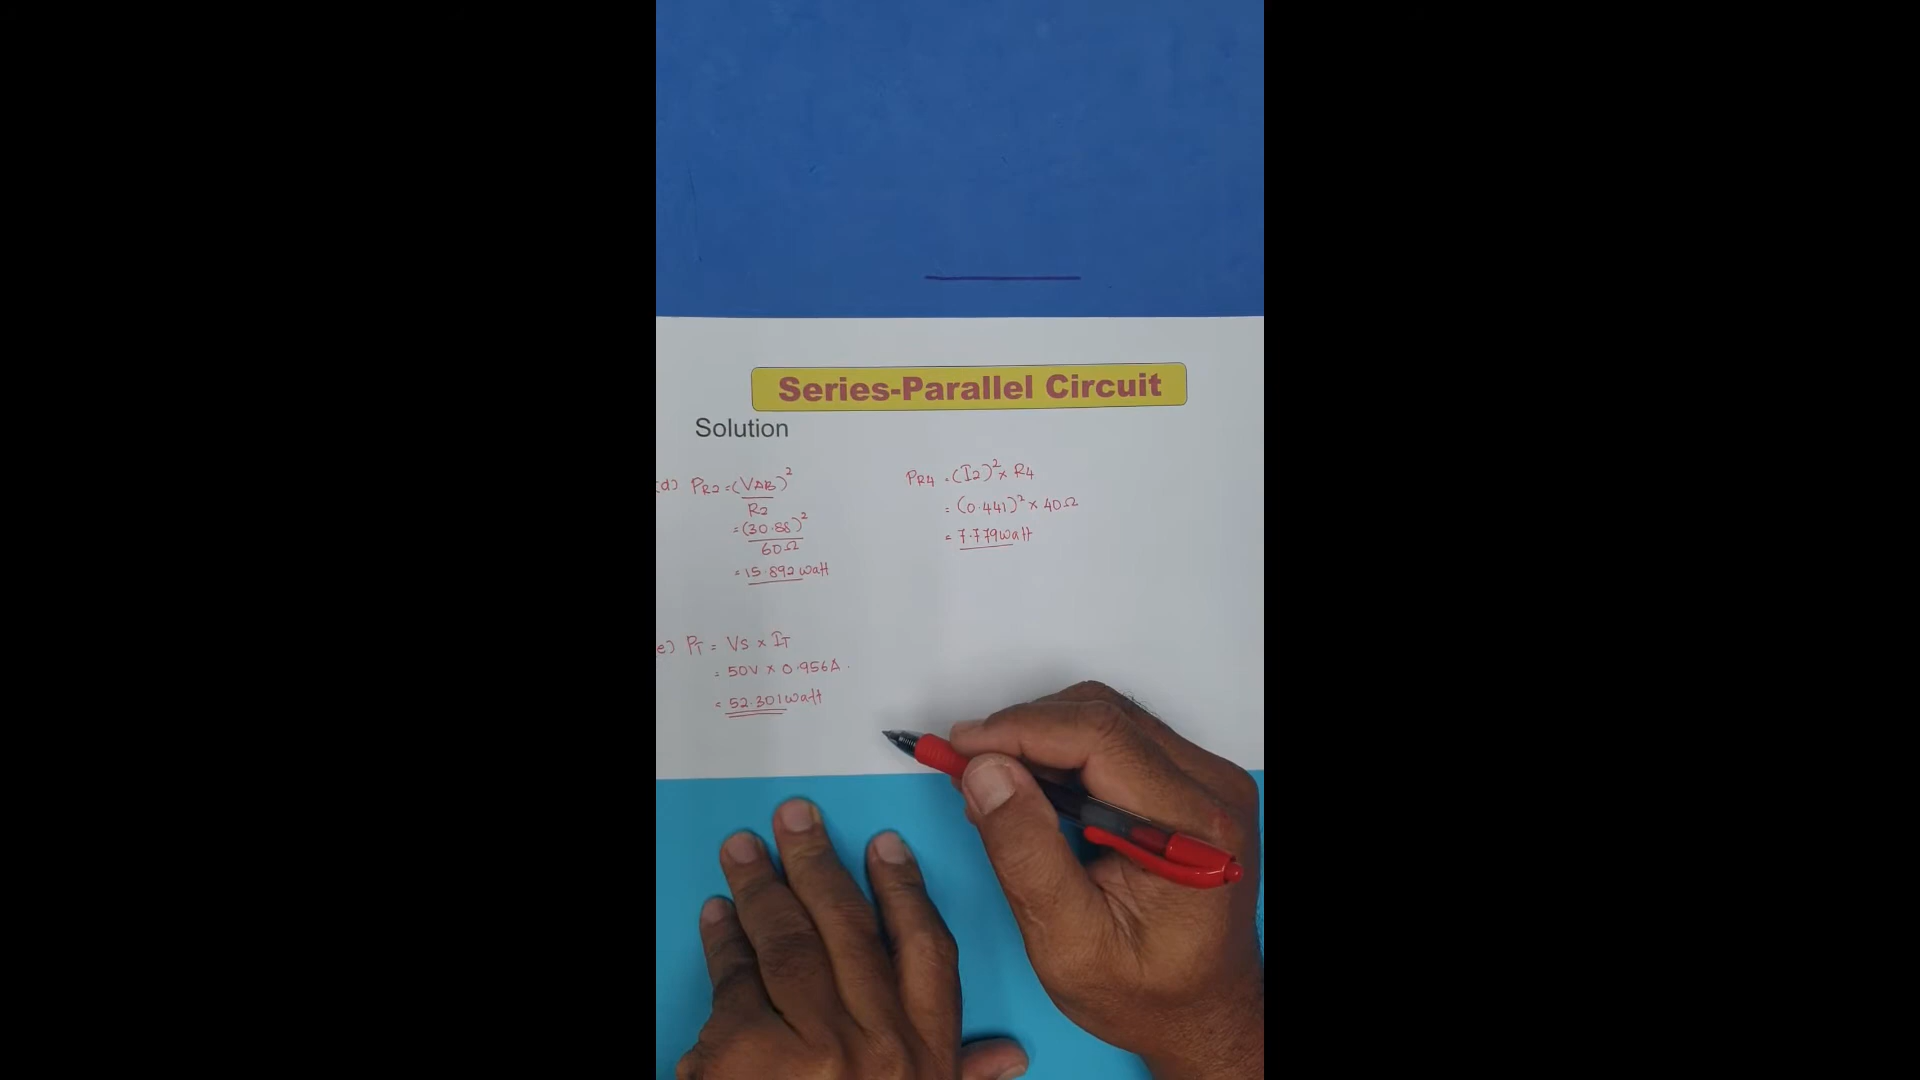 Series-Parallel Circuit
Solution
(d) PR2 = (VAB)²
R2
= (30.88)²
60Ω
= 15.892 watt
PR4 = (I2)² × R4
= (0.441)² × 40Ω
= 7.779 watt
e) PT = VS × IT
= 50V × 0.956A.
= 52.301 watt